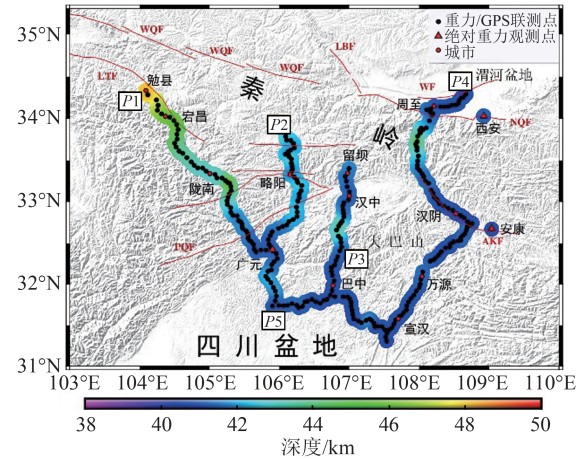 35°N
34°N
33°N
32°N
31°N
103°E
104°E
105°E
106°E
107°E
108°E
109°E
110°E
重力/GPS联测点
绝对重力观测点
城市
WQF
WQF
WQF
LBF
LTF
WF
NQF
PQF
AKF
P1
P2
P3
P4
P5
勉县
宕昌
陇南
略阳
广元
留坝
汉中
巴中
周至
渭河盆地
西安
汉阴
安康
万源
宣汉
秦
岭
大巴山
四川盆地
38
40
42
44
46
48
50
深度/km